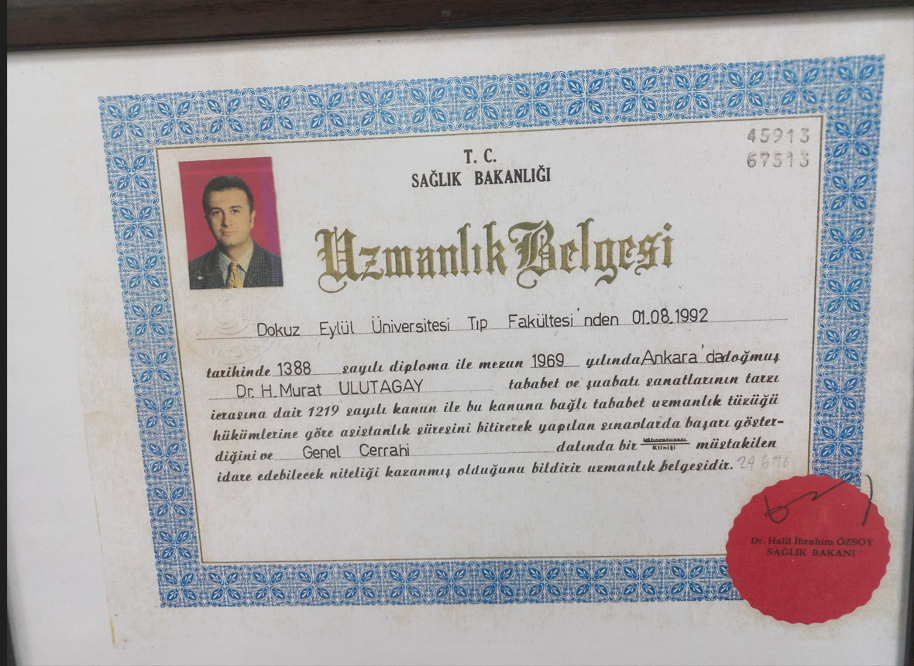 45913
67513
T. C.
SAĞLIK BAKANLIĞI
Uzmanlık Belgesi
Dokuz Eylül Üniversitesi Tıp Fakültesi'nden 01.08.1992
tarihinde 1388 sayılı diploma ile mezun 1969 yılında Ankara'da doğmuş
Dr. H. Murat ULUTAGAY tababet ve şuabatı sanatlarının tarzı
icrasına dair 1219 sayılı kanun ile bu kanuna bağlı tababet uzmanlık tüzüğü
hükümlerine göre asistanlık süresini bitirerek yapılan sınavlarda başarı göster-
diğini ve Genel Cerrahi dalında bir laboratuvarı kliniği müstakilen
idare edebilecek niteliği kazanmış olduğunu bildirir uzmanlık belgesidir.
Dr. Halil İbrahim ÖZSOY
SAĞLIK BAKANI